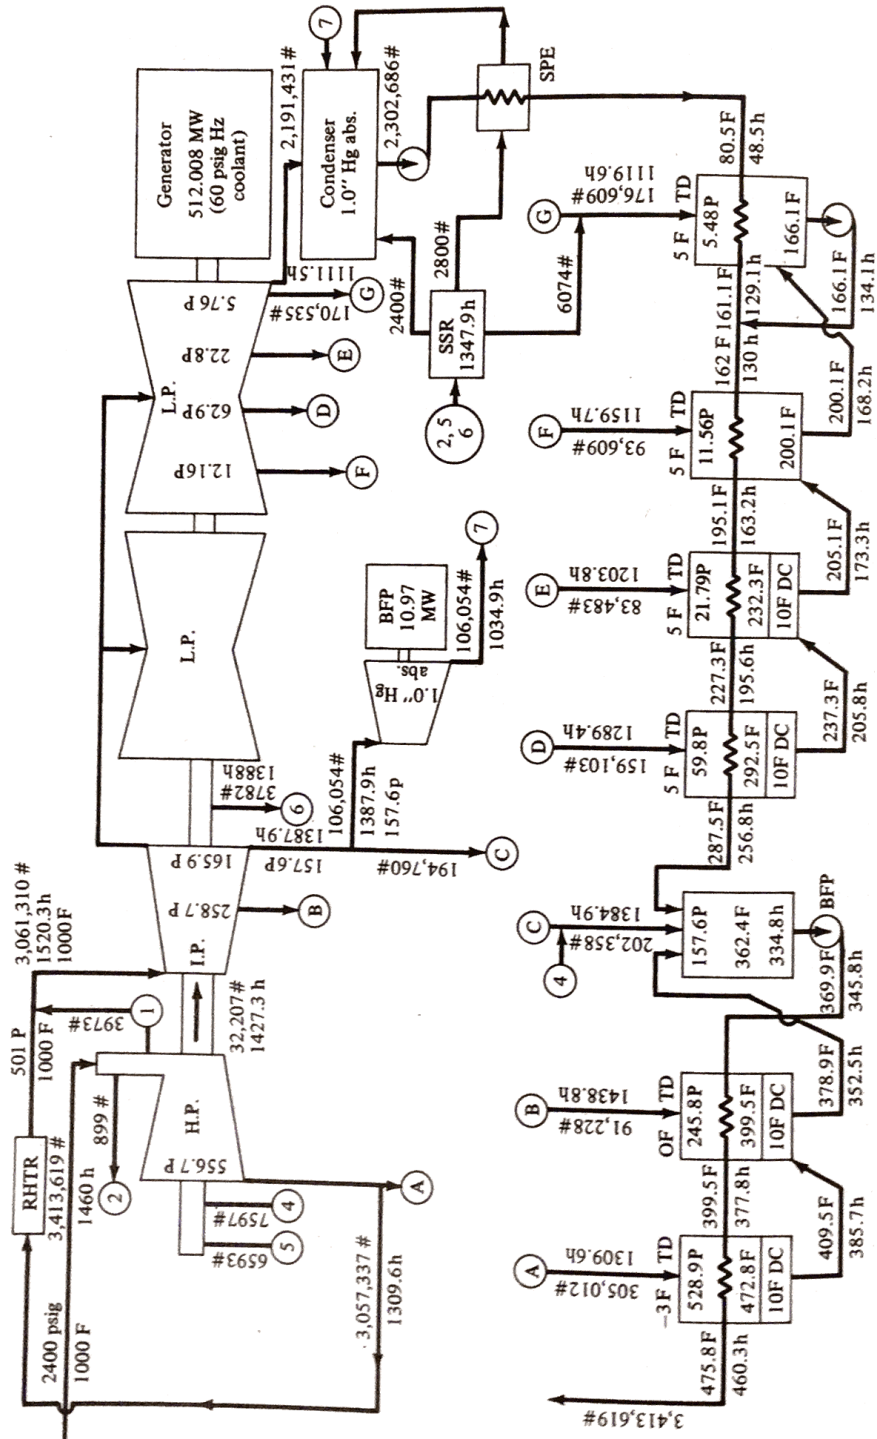 2400 psig
1000 F
3,413,619 #
1460 h
RHTR
501 P
1000 F
3,061,310 #
1520.3h
1000F
3973#
1
899 #
2
H.P.
556.7 P
6593#
5
7597#
4
A
3,057,337 #
1309.6h
32,207#
1427.3 h
I.P.
258.7 P
165.9 P
B
1387.9h
157.6P
194,760#
C
3782#
1388h
6
106,054#
1387.9h
157.6p
1.0" Hg
abs.
BFP
10.97
MW
106,054#
1034.9h
7
L.P.
L.P.
12.16P
62.9P
22.8P
5.76 P
F
D
E
G
170,535#
1111.5h
2,191,431#
Generator
512.008 MW
(60 psig Hz
coolant)
Condenser
1.0" Hg abs.
7
2,302,686#
SPE
2400#
2800#
SSR
1347.9h
2, 5
6
6074#
3,413,619#
475.8F
460.3h
A
305,012#
1309.6h
-3F TD
528.9P
472.8F
10F DC
409.5F
385.7h
399.5F
377.8h
B
91,228#
1438.8h
OF TD
245.8P
399.5F
10F DC
378.9F
352.5h
369.9F
345.8h
BFP
4
C
202,358#
1384.9h
157.6P
362.4F
334.8h
287.5F
256.8h
D
159,103#
1289.4h
5 F TD
59.8P
292.5F
10F DC
237.3F
205.8h
227.3F
195.6h
E
83,483#
1203.8h
5 F TD
21.79P
232.3F
10F DC
205.1F
173.3h
195.1F
163.2h
F
93,609#
1159.7h
5 F TD
11.56P
200.1F
200.1F
168.2h
162 F
130 h
161.1F
129.1h
G
176,609#
1119.6h
5 F TD
5.48P
166.1F
166.1F
134.1h
80.5F
48.5h